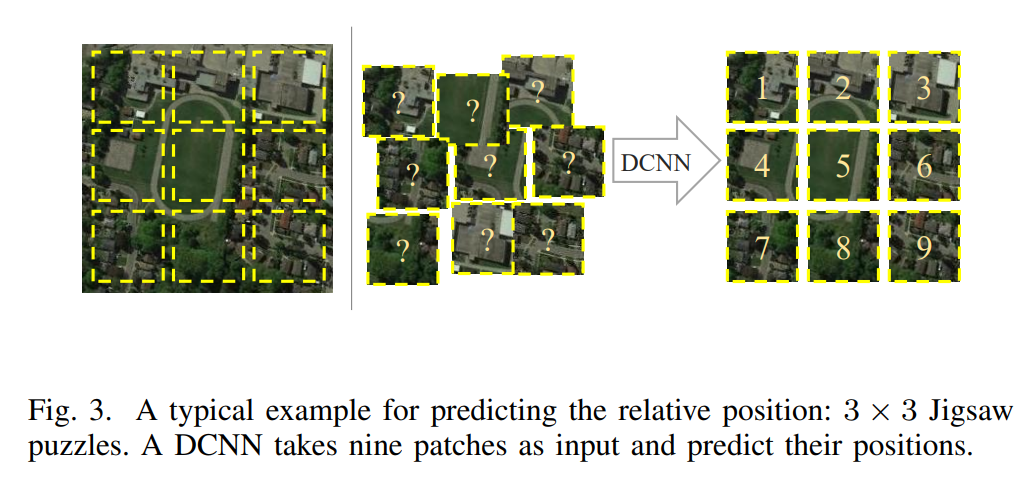 ? ? ?
? ? ?
? ? ?
DCNN
1 2 3
4 5 6
7 8 9
Fig. 3. A typical example for predicting the relative position: 3 × 3 Jigsaw
puzzles. A DCNN takes nine patches as input and predict their positions.